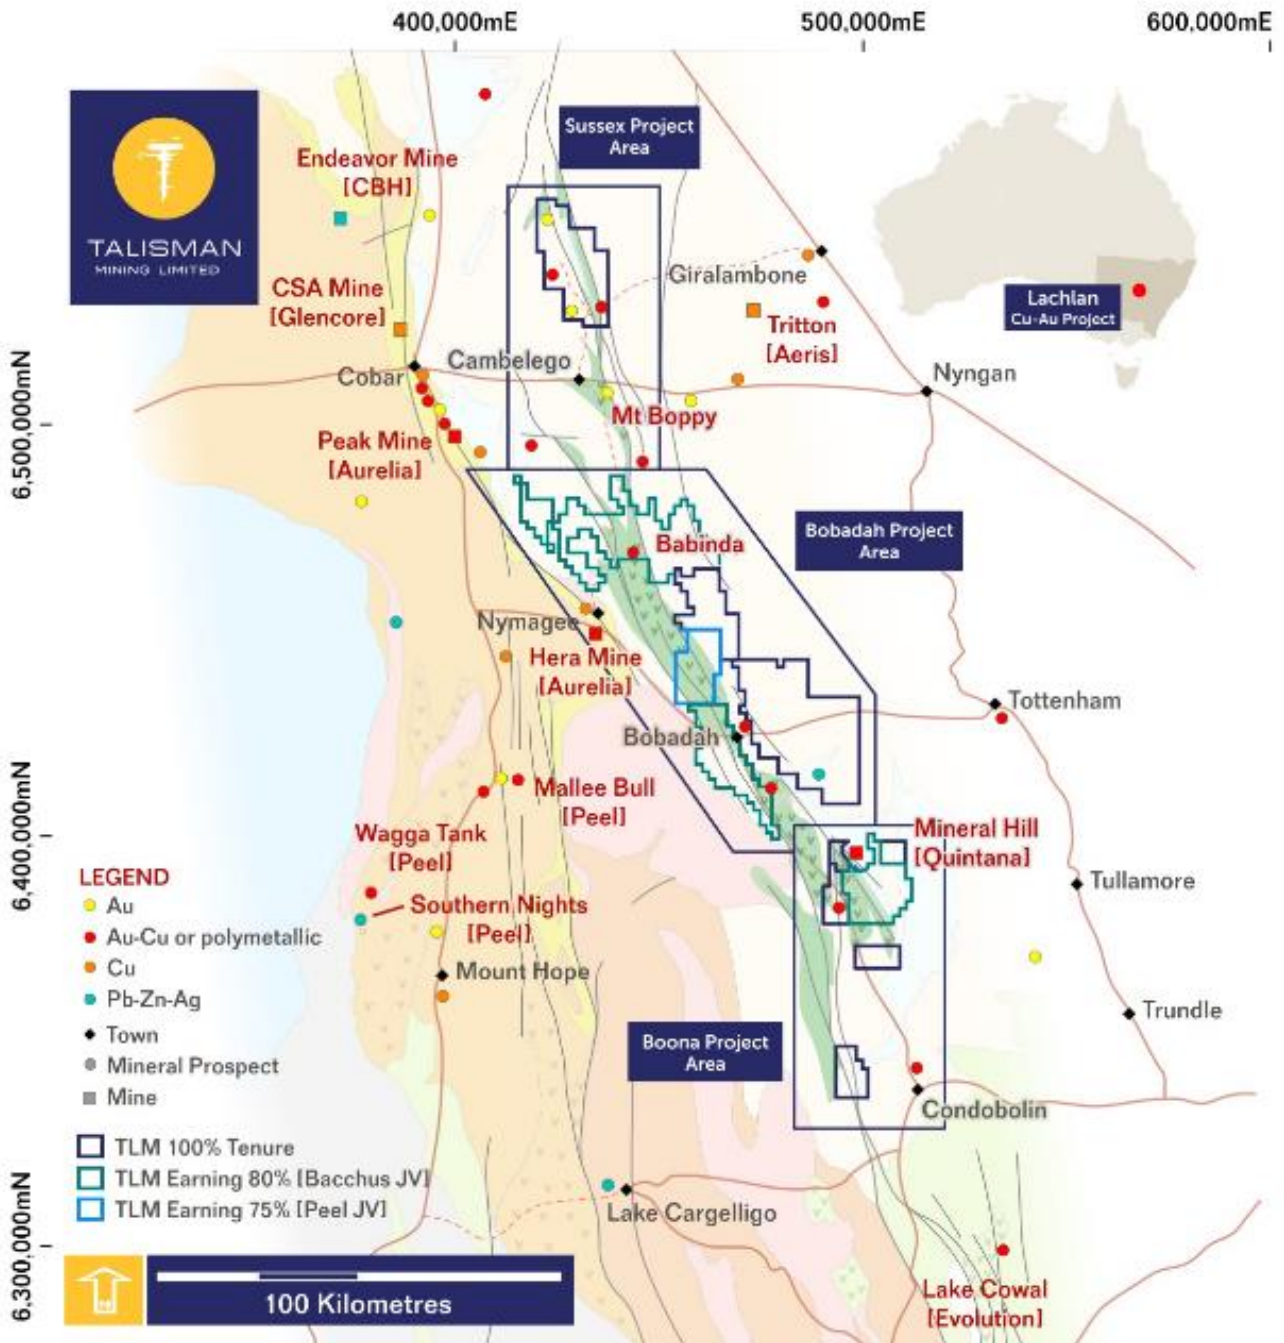 400,000mE
500,000mE
600,000mE
TALISMAN
MINING LIMITED
Endeavor Mine
[CBH]
Sussex Project
Area
CSA Mine
[Glencore]
Giralambone
Tritton
[Aeris]
Lachlan
Cu-Au Project
Cobar
Cambelego
Nyngan
6,500,000mN
Mt Boppy
Peak Mine
[Aurelia]
Bobadah Project
Area
Babinda
Nymagee
Hera Mine
[Aurelia]
Tottenham
Bobadah
Mallee Bull
[Peel]
6,400,000mN
Wagga Tank
[Peel]
Mineral Hill
[Quintana]
Tullamore
Southern Nights
[Peel]
Mount Hope
Trundle
Boona Project
Area
Condobolin
LEGEND
Au
Au-Cu or polymetallic
Cu
Pb-Zn-Ag
Town
Mineral Prospect
Mine
TLM 100% Tenure
TLM Earning 80% [Bacchus JV]
TLM Earning 75% [Peel JV]
Lake Cargelligo
6,300,000mN
100 Kilometres
Lake Cowal
[Evolution]